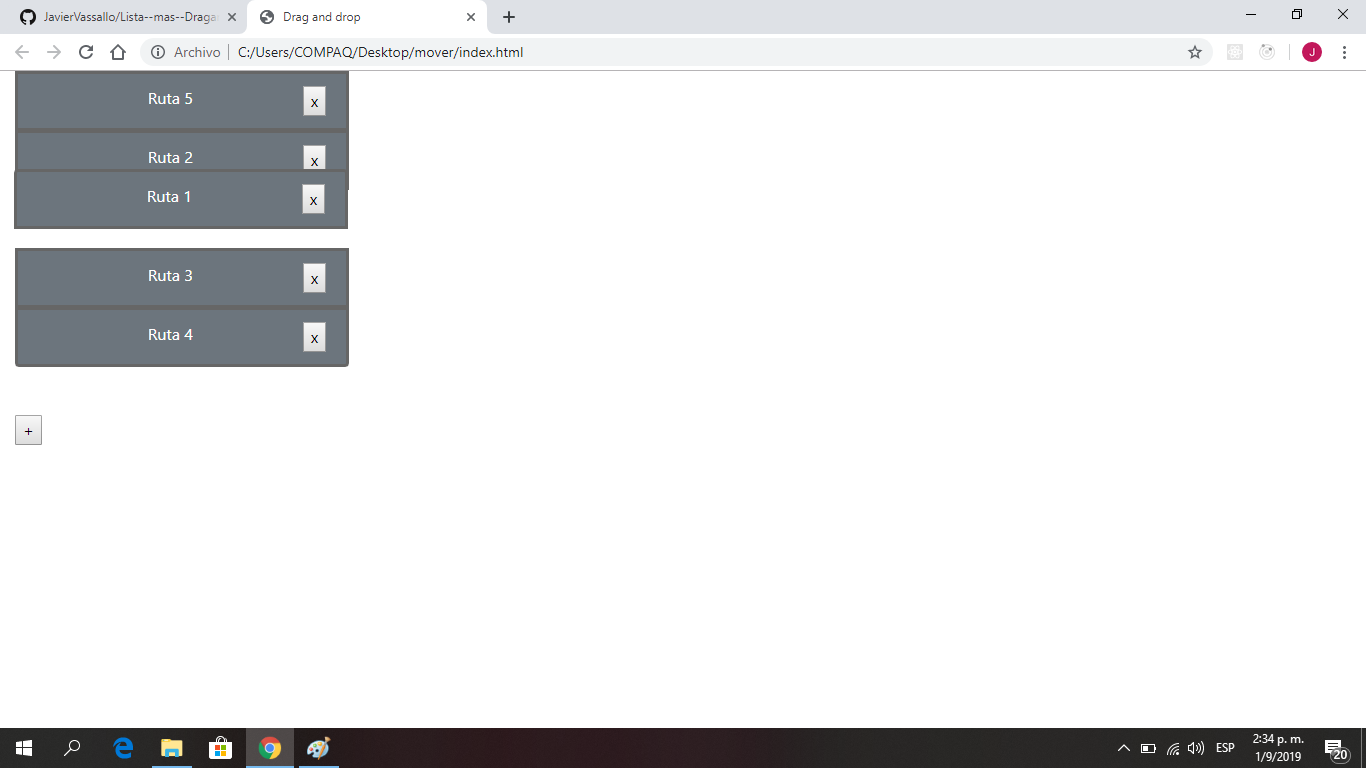 JavierVassallo/Lista--mas--Draga
Drag and drop
Archivo
C:/Users/COMPAQ/Desktop/mover/index.html
J
Ruta 5
x
Ruta 2
x
Ruta 1
x
Ruta 3
x
Ruta 4
x
+
ESP
2:34 p. m.
1/9/2019
20